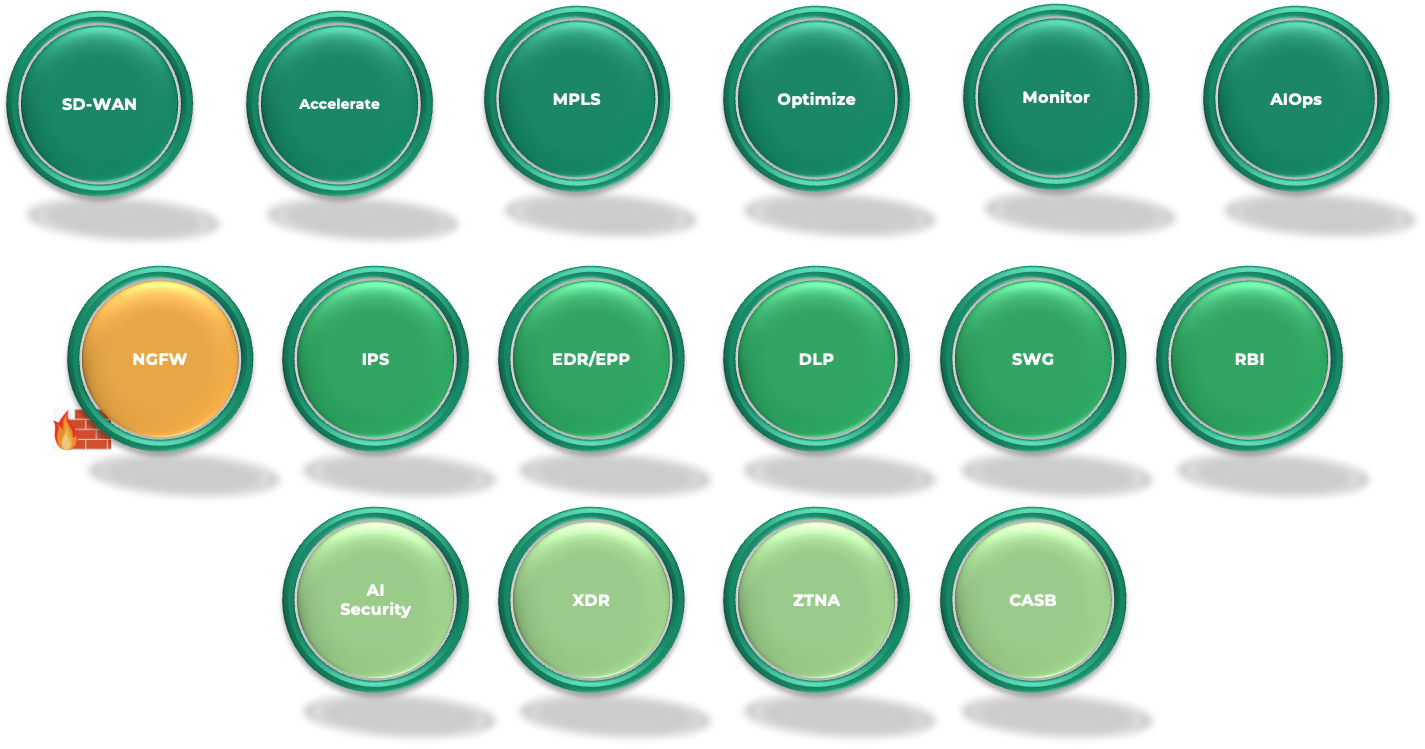 SD-WAN
Accelerate
MPLS
Optimize
Monitor
AIOps
NGFW
IPS
EDR/EPP
DLP
SWG
RBI
AI
Security
XDR
ZTNA
CASB